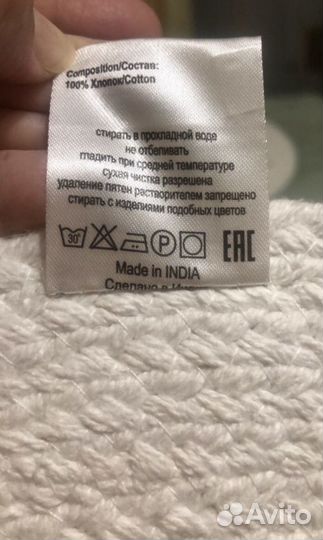 Composition/Состав:
100% Хлопок/Cotton
стирать в прохладной воде
не отбеливать
гладить при средней температуре
сухая чистка разрешена
удаление пятен растворителем запрещено
стирать с изделиями подобных цветов
30° P EAC
Made in INDIA
Сделано в
Avito